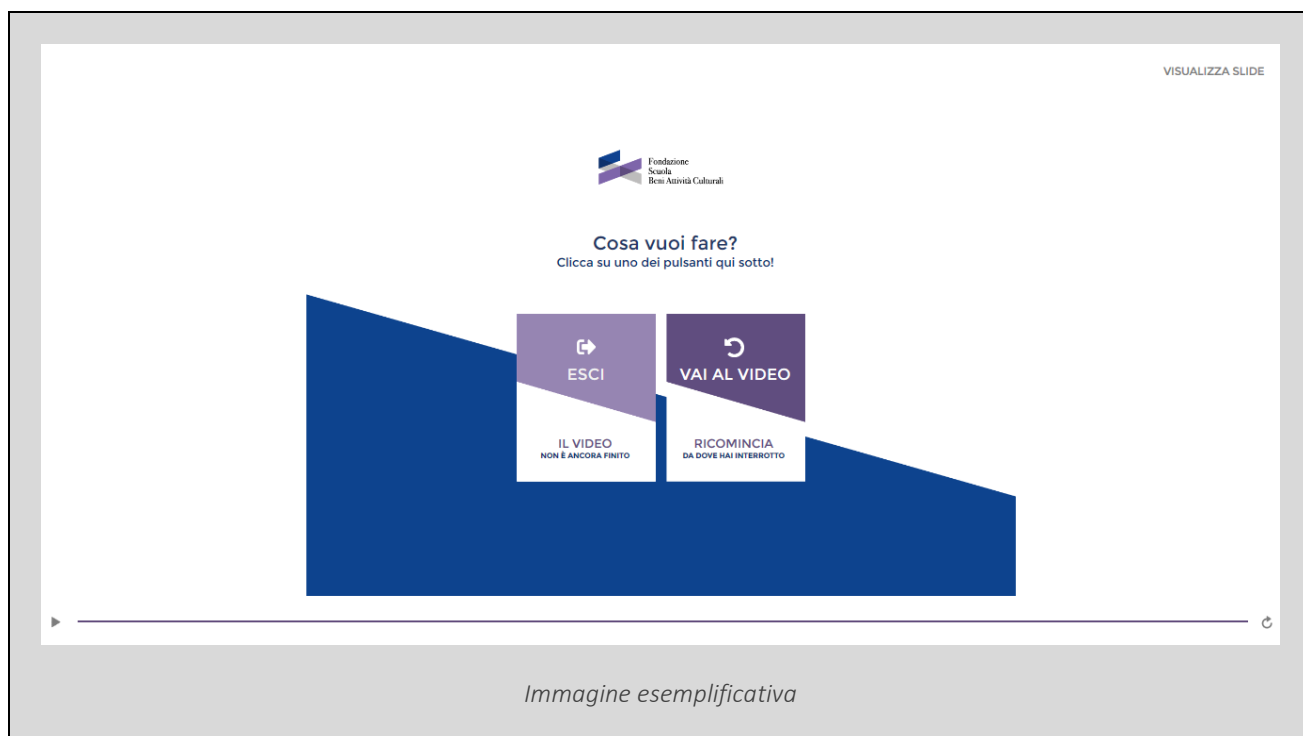 VISUALIZZA SLIDE
Fondazione
Scuola
Beni Attività Culturali
Cosa vuoi fare?
Clicca su uno dei pulsanti qui sotto!
ESCI
VAI AL VIDEO
IL VIDEO
NON È ANCORA FINITO
RICOMINCIA
DA DOVE HAI INTERROTTO
Immagine esemplificativa